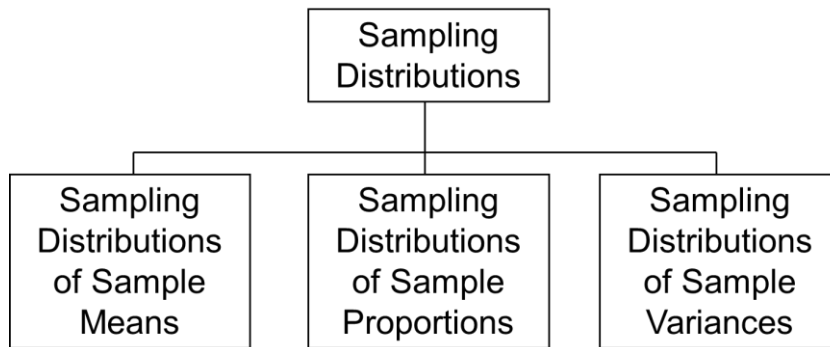 Sampling
Distributions
Sampling
Distributions
of Sample
Means
Sampling
Distributions
of Sample
Proportions
Sampling
Distributions
of Sample
Variances